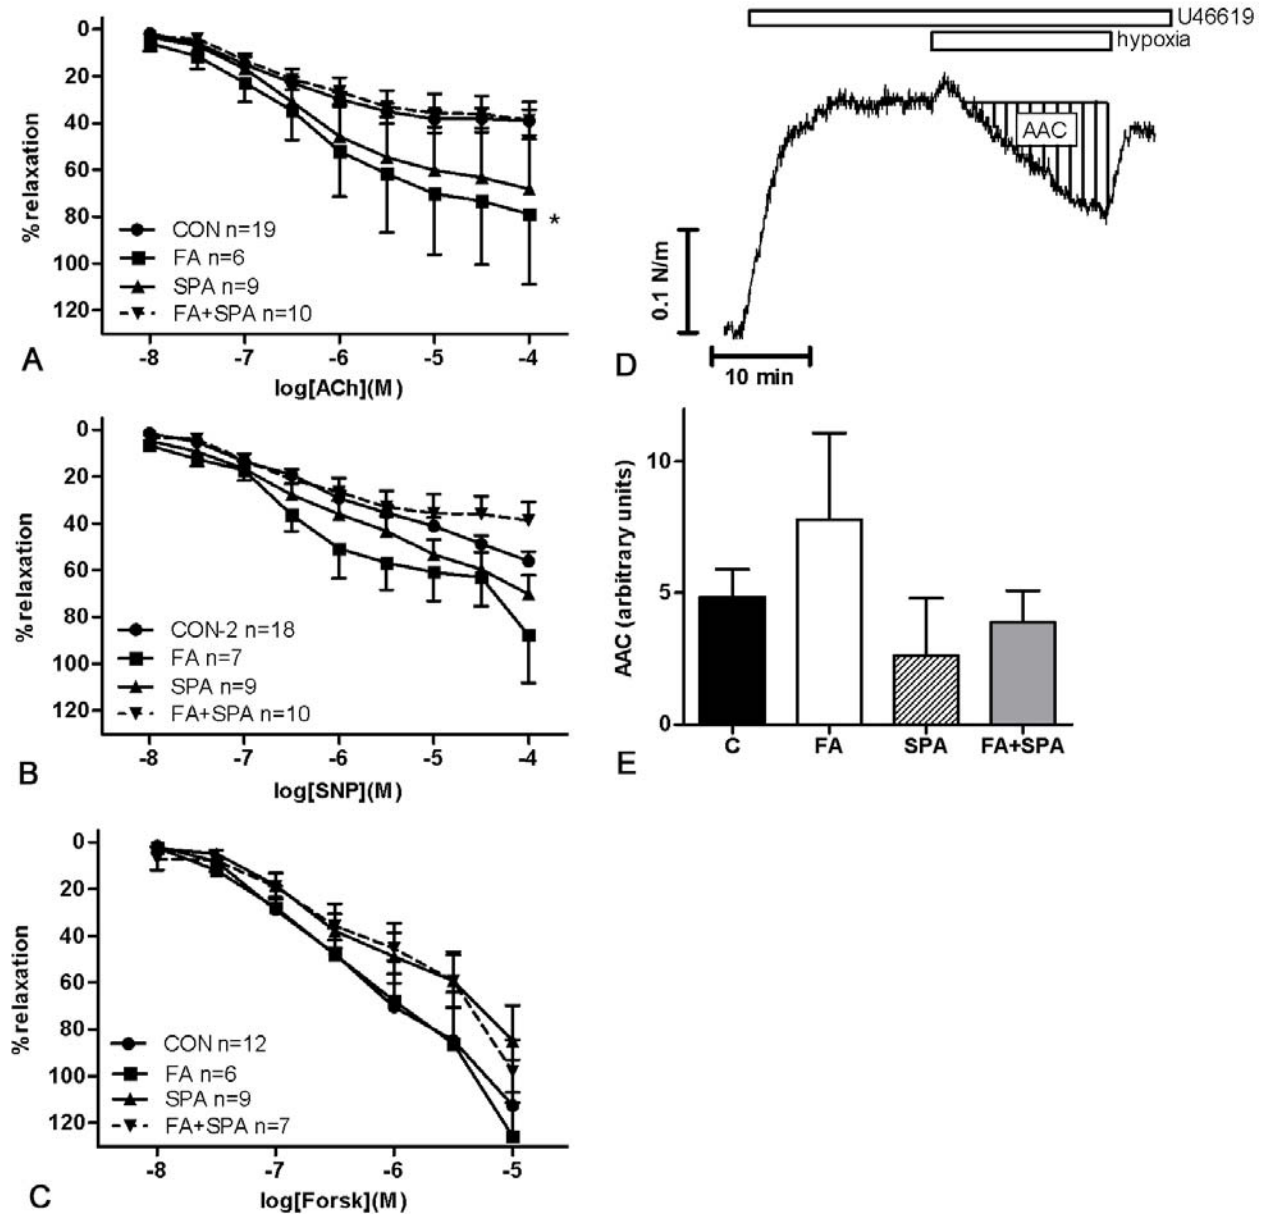 0
20
40
60
80
100
120
%relaxation
CON n=19
FA n=6
SPA n=9
FA+SPA n=10
*
-8
-7
-6
-5
-4
log[ACh](M)
A
0
20
40
60
80
100
120
%relaxation
CON-2 n=18
FA n=7
SPA n=9
FA+SPA n=10
-8
-7
-6
-5
-4
log[SNP](M)
B
0
20
40
60
80
100
120
%relaxation
CON n=12
FA n=6
SPA n=9
FA+SPA n=7
-8
-7
-6
-5
log[Forsk](M)
C
U46619
hypoxia
AAC
0.1 N/m
10 min
D
10
5
0
AAC (arbitrary units)
C
FA
SPA
FA+SPA
E